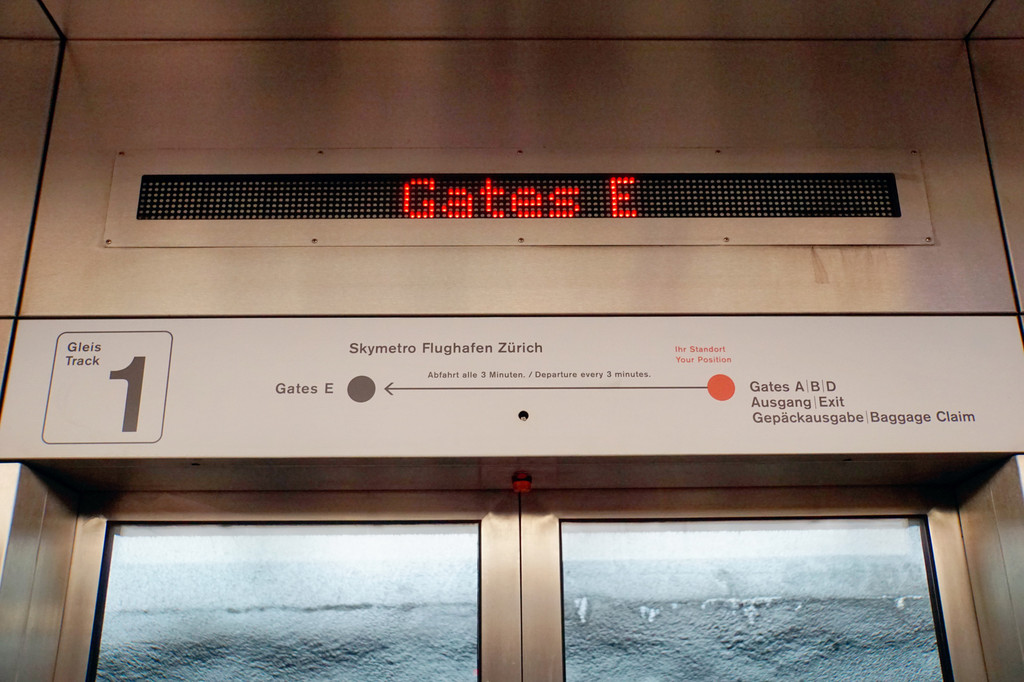 Gates E
Gleis
Track
1
Skymetro Flughafen Zürich
Ihr Standort
Your Position
Abfahrt alle 3 Minuten. / Departure every 3 minutes.
Gates E
Gates A|B|D
Ausgang|Exit
Gepäckausgabe|Baggage Claim